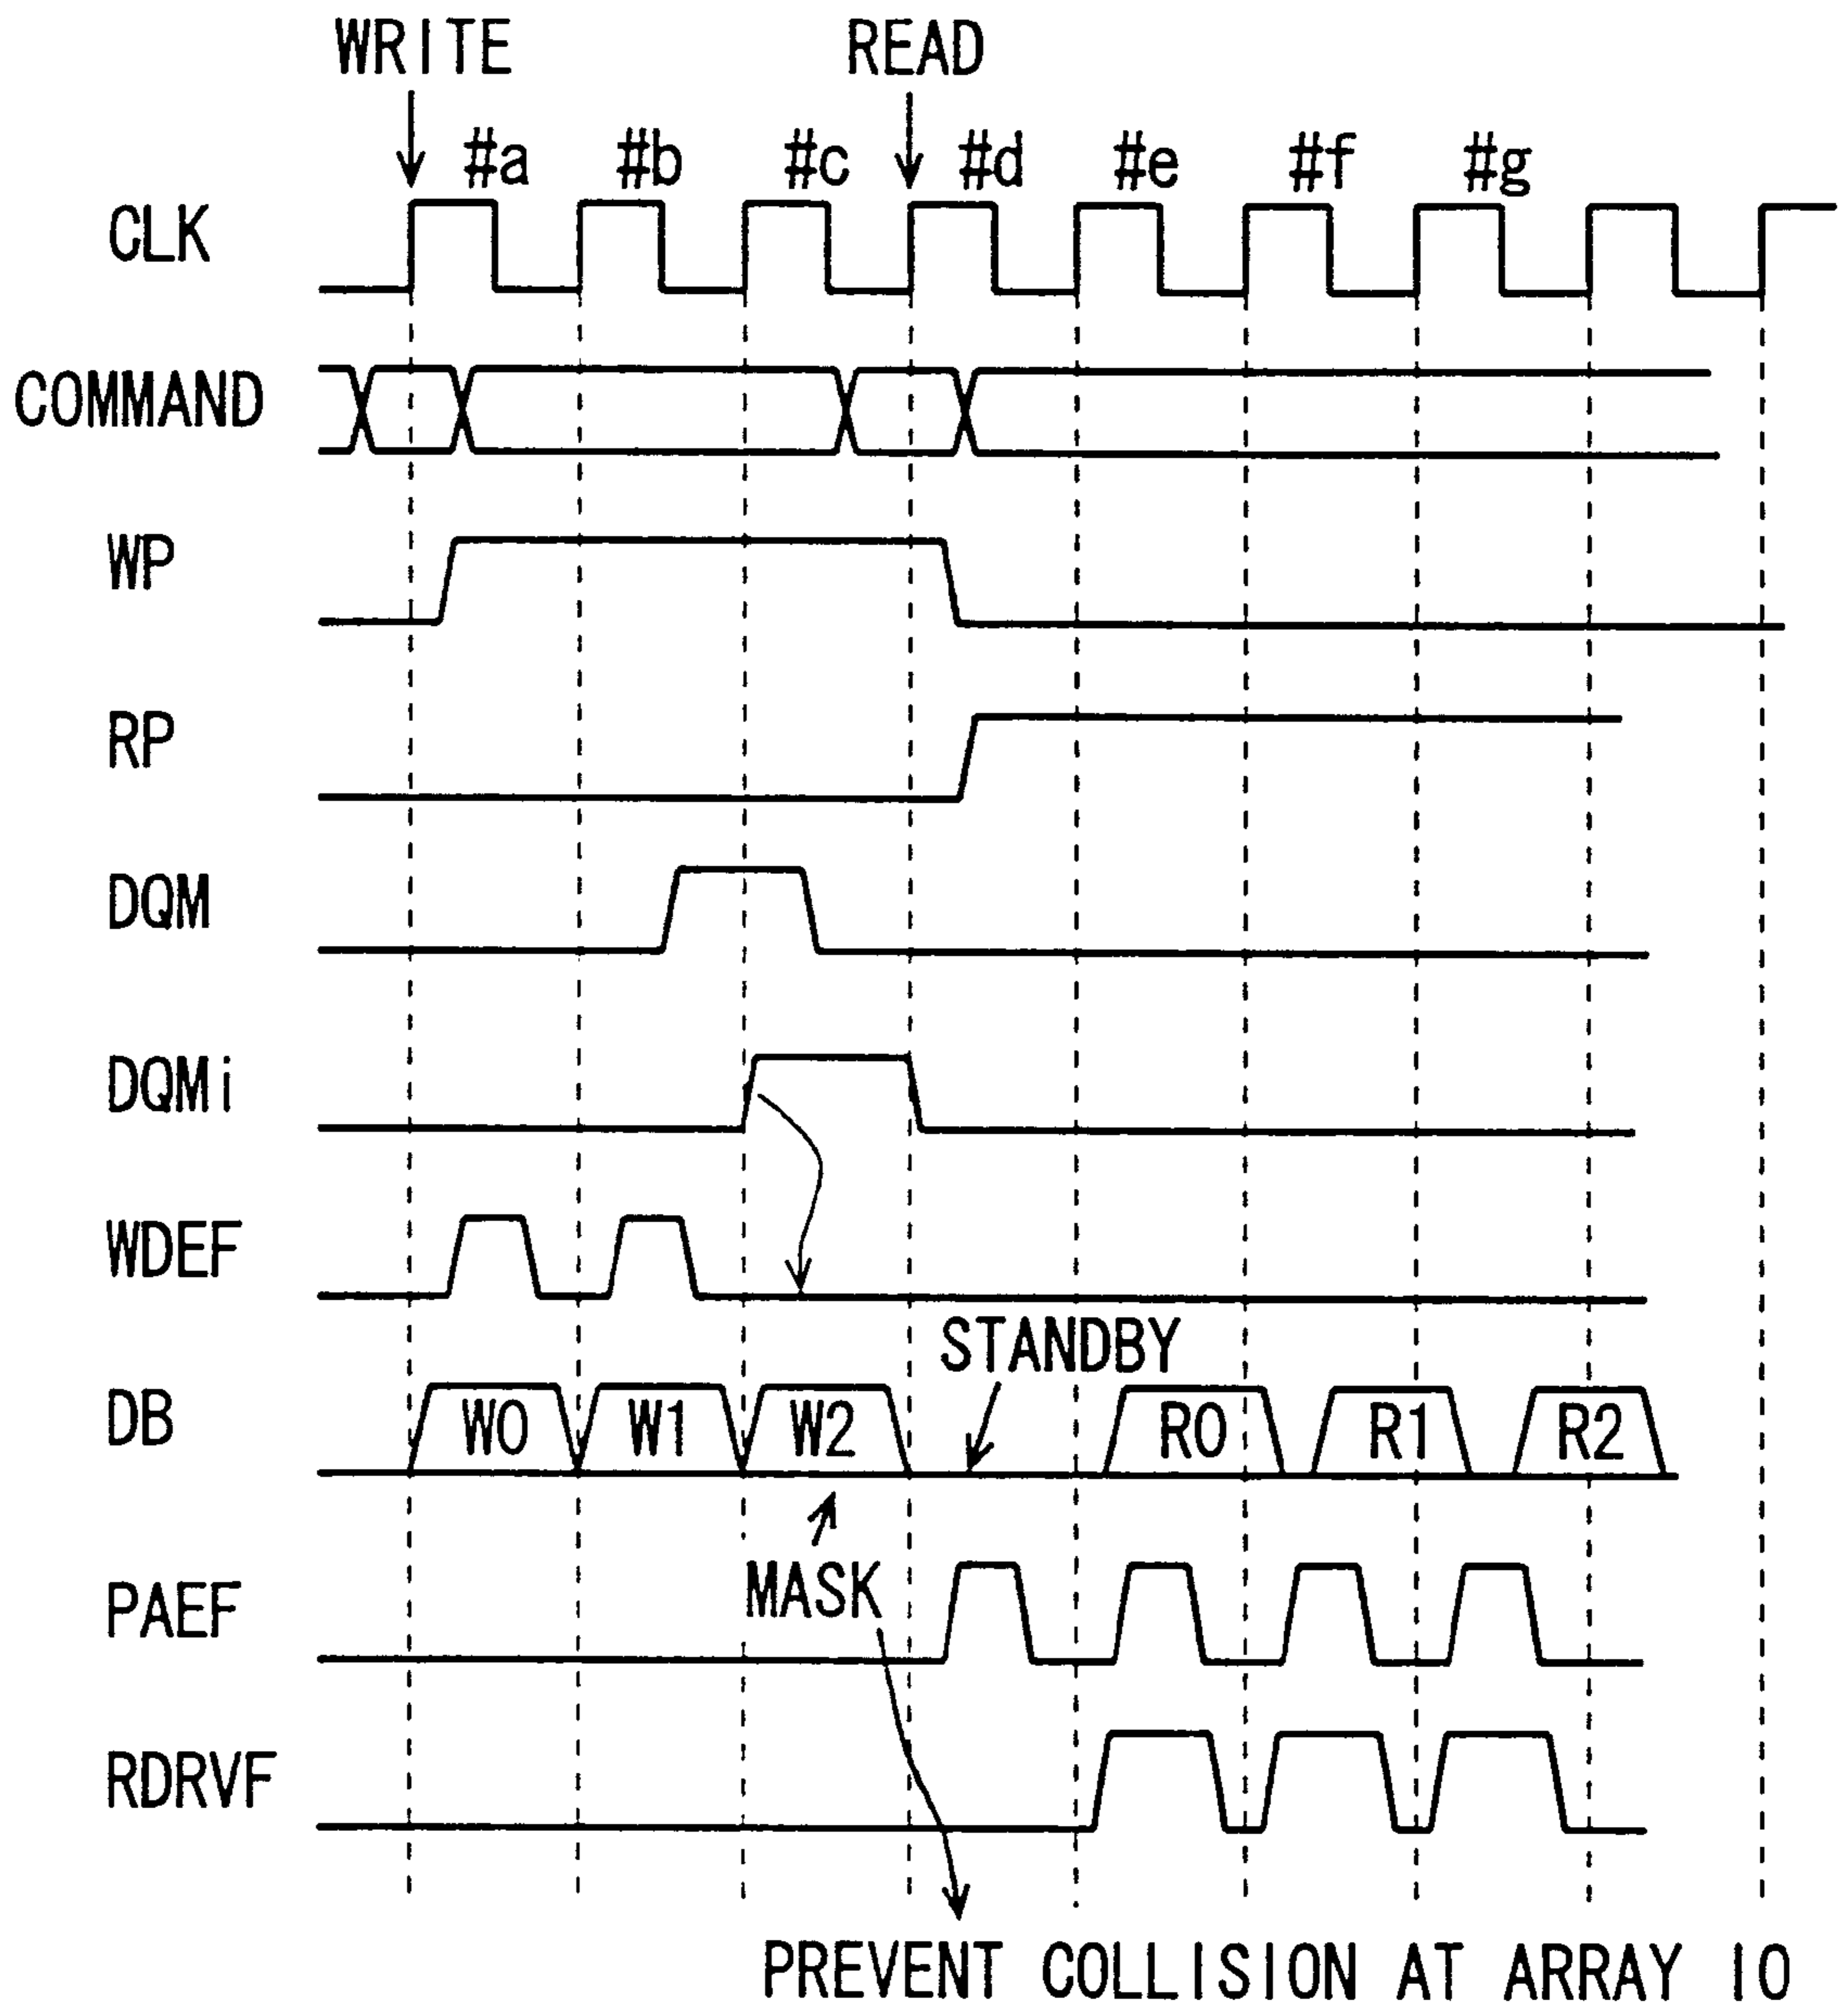 WRITE READ
#a #b #c #d #e #f #g
CLK
COMMAND
WP
RP
DQM
DQMi
WDEF
STANDBY
DB W0 W1 W2 R0 R1 R2
MASK
PAEF
RDRVF
PREVENT COLLISION AT ARRAY IO